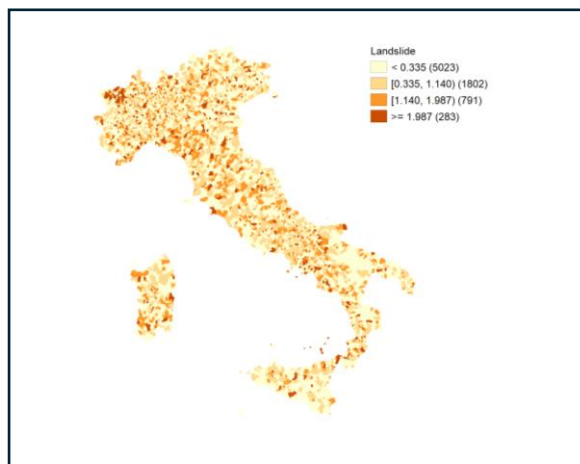 Landslide
< 0.335 (5023)
[0.335, 1.140) (1802)
[1.140, 1.987) (791)
>= 1.987 (283)